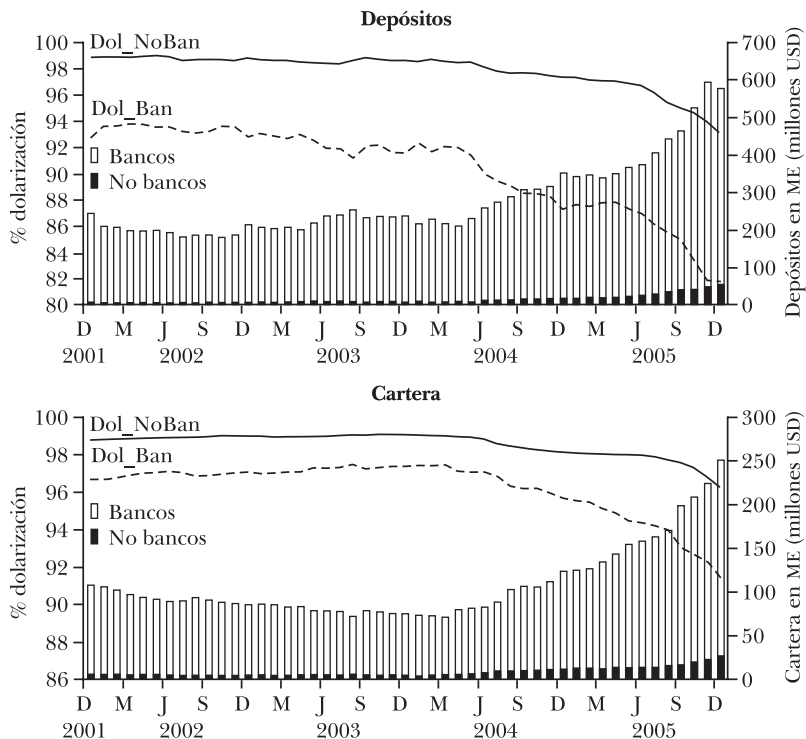 Depósitos
% dolarización
Depósitos en ME (millones USD)
100
98
96
94
92
90
88
86
84
82
80
700
600
500
400
300
200
100
0
Dol_NoBan
Dol_Ban
Bancos
No bancos
D M J S D M J S D M J S D M J S D
2001 2002 2003 2004 2005
Cartera
% dolarización
Cartera en ME (millones USD)
100
98
96
94
92
90
88
86
300
250
200
150
100
50
0
Dol_NoBan
Dol_Ban
Bancos
No bancos
D M J S D M J S D M J S D M J S D
2001 2002 2003 2004 2005